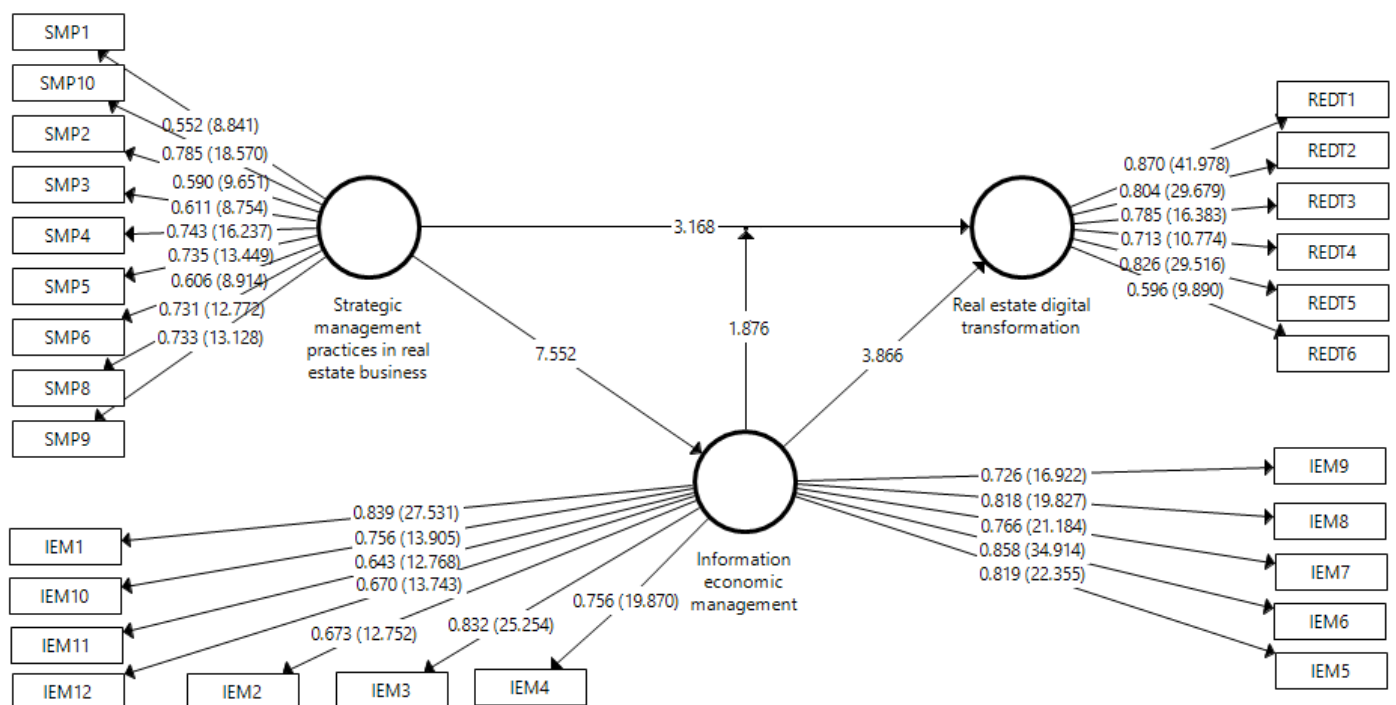 SMP1
SMP10
SMP2
SMP3
SMP4
SMP5
SMP6
SMP8
SMP9
0.552 (8.841)
0.785 (18.570)
0.590 (9.651)
0.611 (8.754)
0.743 (16.237)
0.735 (13.449)
0.606 (8.914)
0.731 (12.772)
0.733 (13.128)
Strategic
management
practices in real
estate business
3.168
7.552
1.876
3.866
Real estate digital
transformation
0.870 (41.978)
0.804 (29.679)
0.785 (16.383)
0.713 (10.774)
0.826 (29.516)
0.596 (9.890)
REDT1
REDT2
REDT3
REDT4
REDT5
REDT6
Information
economic
management
0.839 (27.531)
0.756 (13.905)
0.643 (12.768)
0.670 (13.743)
0.673 (12.752)
0.832 (25.254)
0.756 (19.870)
IEM1
IEM10
IEM11
IEM12
IEM2
IEM3
IEM4
0.726 (16.922)
0.818 (19.827)
0.766 (21.184)
0.858 (34.914)
0.819 (22.355)
IEM9
IEM8
IEM7
IEM6
IEM5